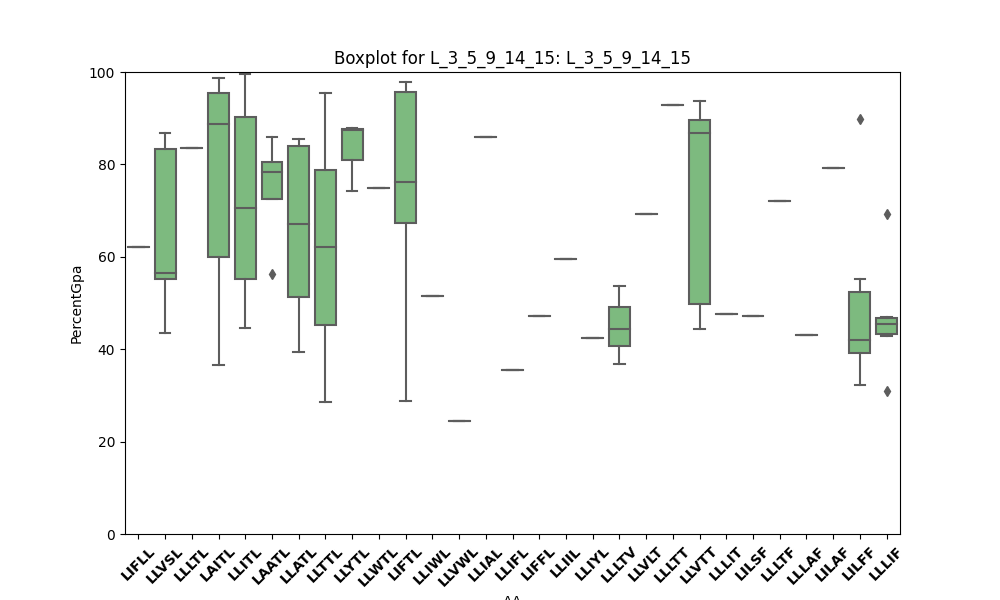 Boxplot for L_3_5_9_14_15: L_3_5_9_14_15
PercentGpa
100
80
60
40
20
0
LIFLL LLVSL LLLTL LAITL LLITL LAATL LLATL LLTTL LLYTL LLWTL LIFTL LLIWL LLVWL LLIAL LLIFL LIFFL LLIIL LLIYL LLLTV LLVLT LLLTT LLVTT LLLIT LILSF LLLTF LLLAF LILAF LILFF LLLIF
AA